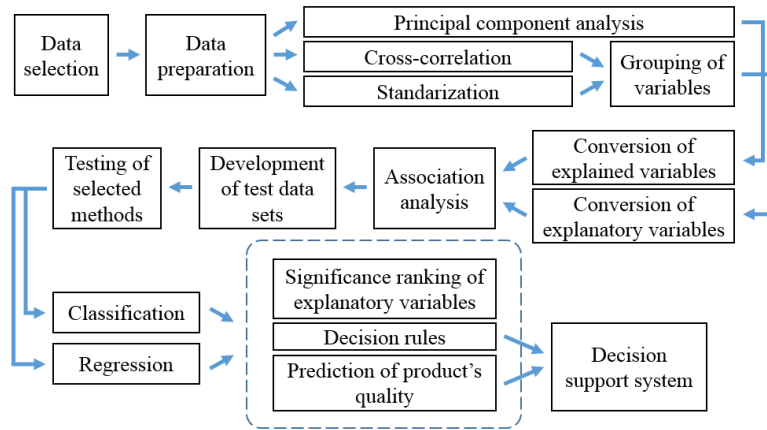 Data
selection
Data
preparation
Principal component analysis
Cross-correlation
Standarization
Grouping of
variables
Conversion of
explained variables
Conversion of
explanatory variables
Association
analysis
Development
of test data
sets
Testing of
selected
methods
Classification
Regression
Significance ranking of
explanatory variables
Decision rules
Prediction of product’s
quality
Decision
support system